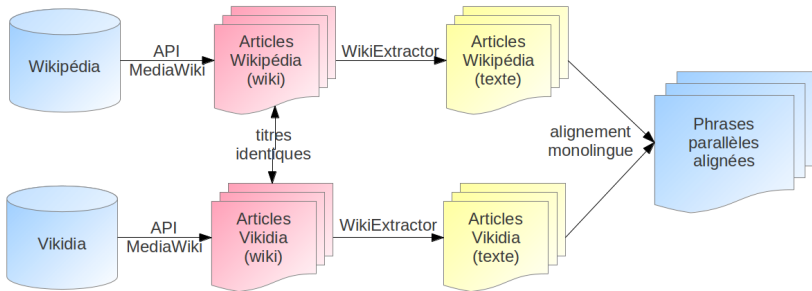 Wikipédia
API
MediaWiki
Articles
Wikipédia
(wiki)
WikiExtractor
Articles
Wikipédia
(texte)
titres
identiques
alignement
monolingue
Phrases
parallèles
alignées
Vikidia
API
MediaWiki
Articles
Vikidia
(wiki)
WikiExtractor
Articles
Vikidia
(texte)